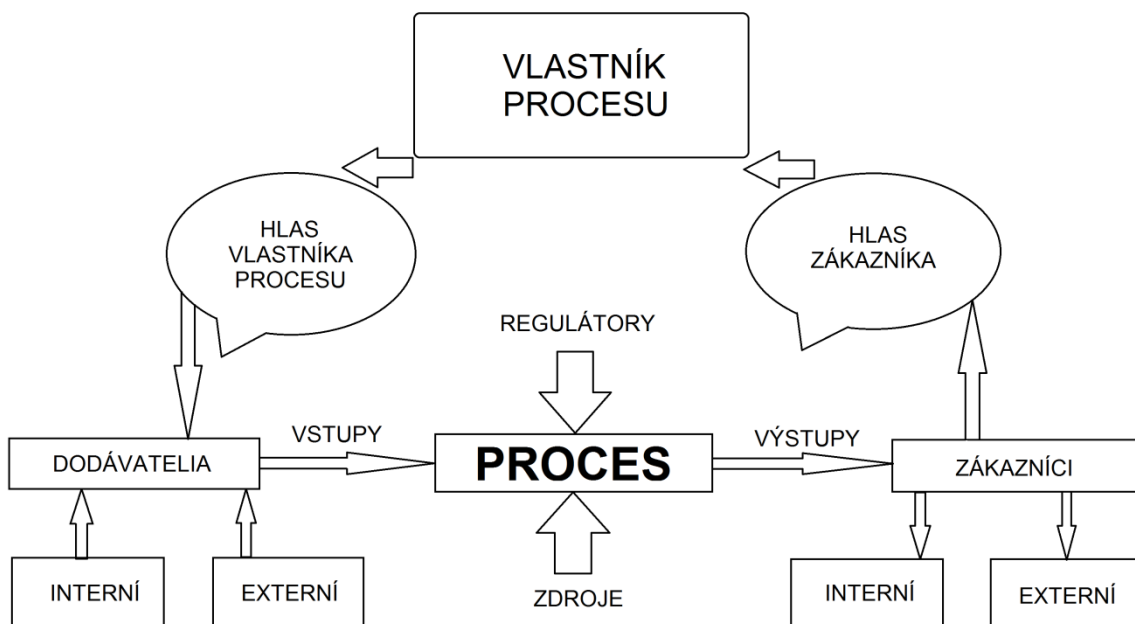 VLASTNÍK
PROCESU
HLAS
VLASTNÍKA
PROCESU
HLAS
ZÁKAZNÍKA
REGULÁTORY
DODÁVATELIA
VSTUPY
PROCES
VÝSTUPY
ZÁKAZNÍCI
INTERNÍ
EXTERNÍ
ZDROJE
INTERNÍ
EXTERNÍ